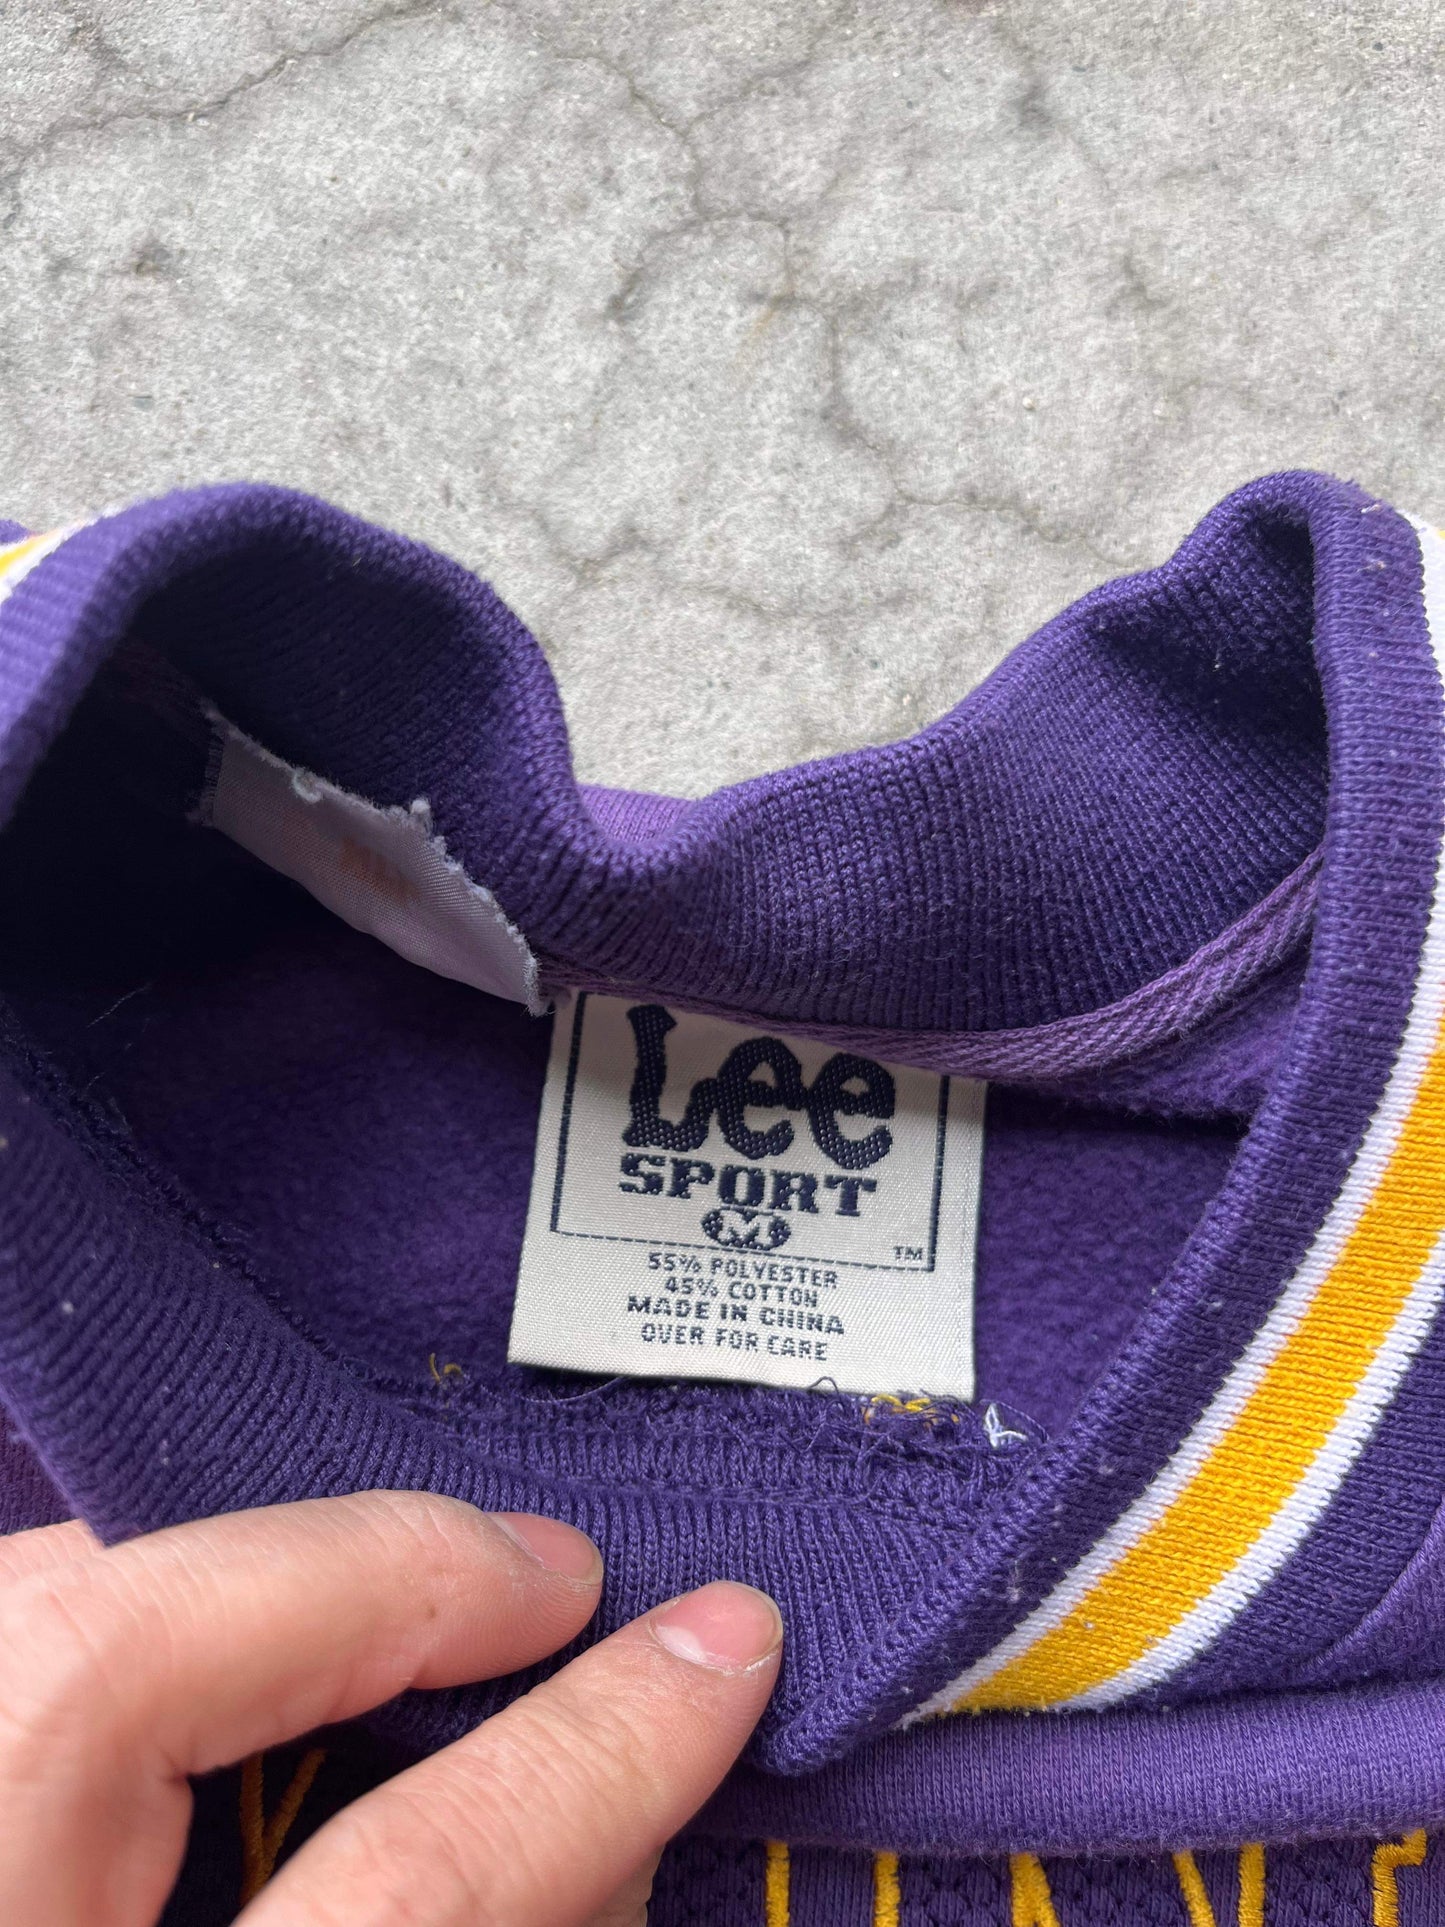 Lee
SPORT
M
TM
55% POLYESTER
45% COTTON
MADE IN CHINA
OVER FOR CARE